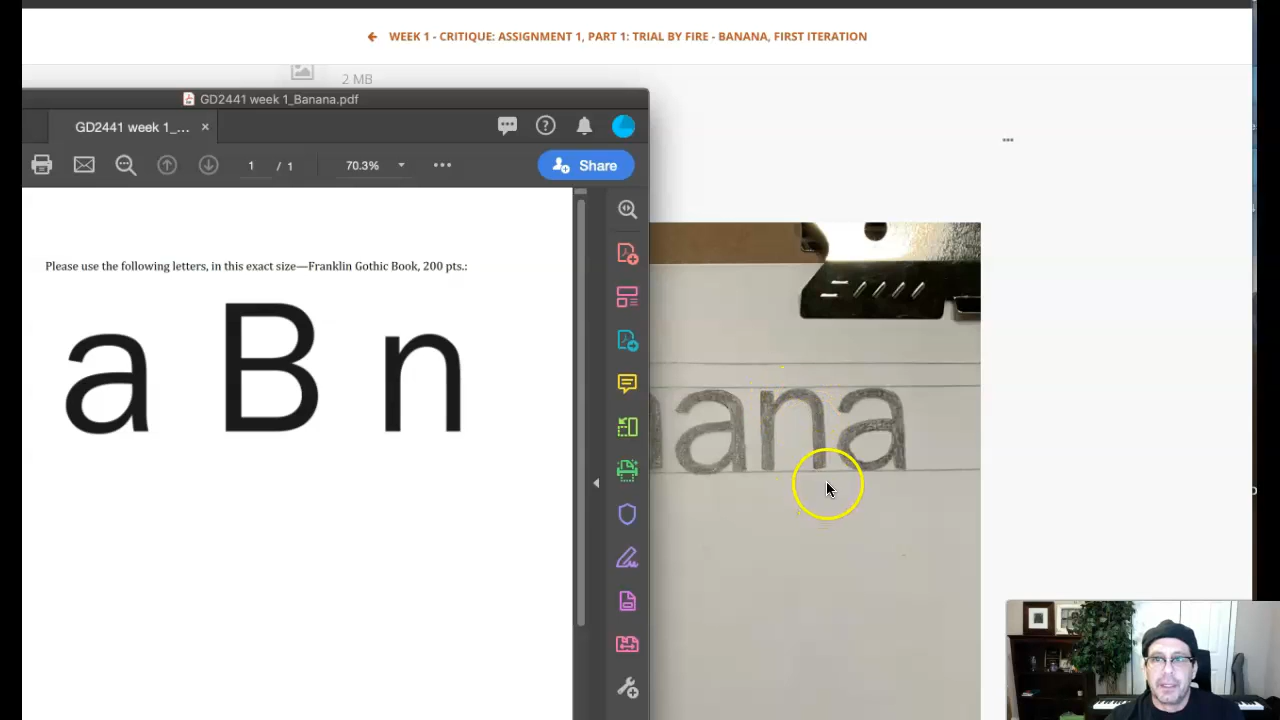 WEEK 1 - CRITIQUE: ASSIGNMENT 1, PART 1: TRIAL BY FIRE - BANANA, FIRST ITERATION
2 MB
GD2441 week 1_Banana.pdf
GD2441 week 1_...
1 / 1
70.3%
Share
Please use the following letters, in this exact size—Franklin Gothic Book, 200 pts.:
a B n
ana